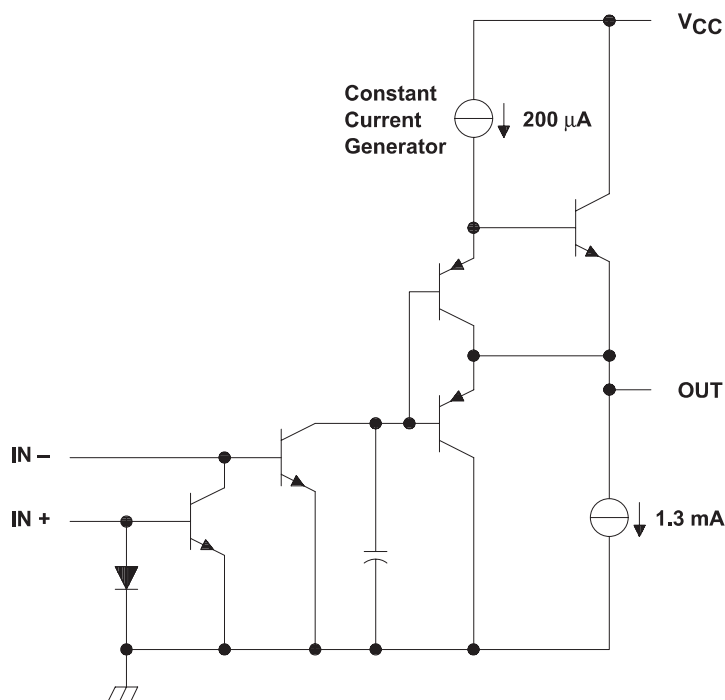 VCC
Constant
Current
Generator
200 μA
OUT
IN –
IN +
1.3 mA